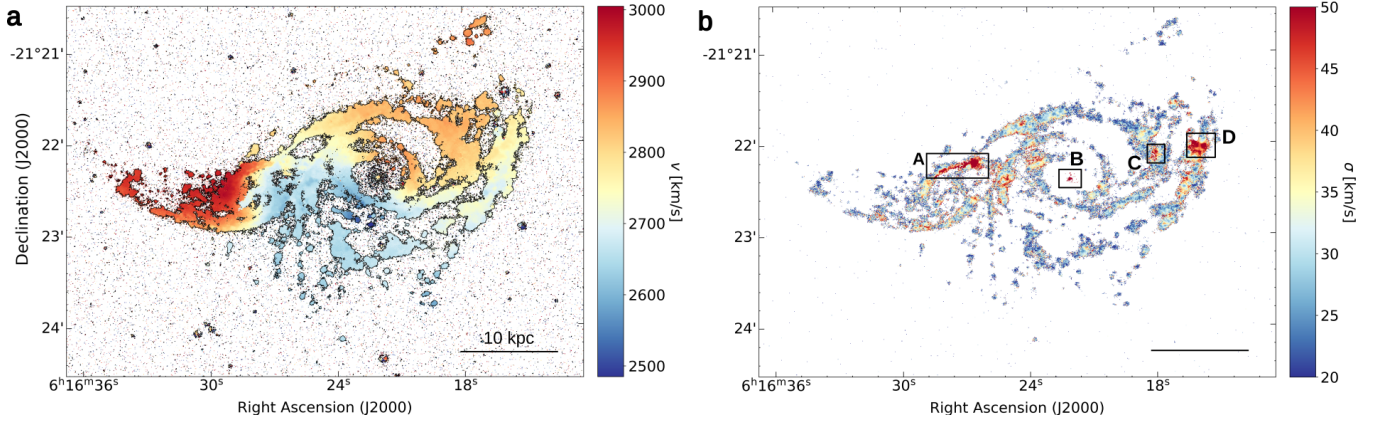 a
-21°21'
22'
23'
24'
Declination (J2000)
6ʰ16ᵐ36ˢ
30ˢ
24ˢ
18ˢ
Right Ascension (J2000)
10 kpc
3000
2900
2800
2700
2600
2500
v [km/s]
b
-21°21'
22'
23'
24'
A
B
C
D
6ʰ16ᵐ36ˢ
30ˢ
24ˢ
18ˢ
Right Ascension (J2000)
50
45
40
35
30
25
20
σ [km/s]